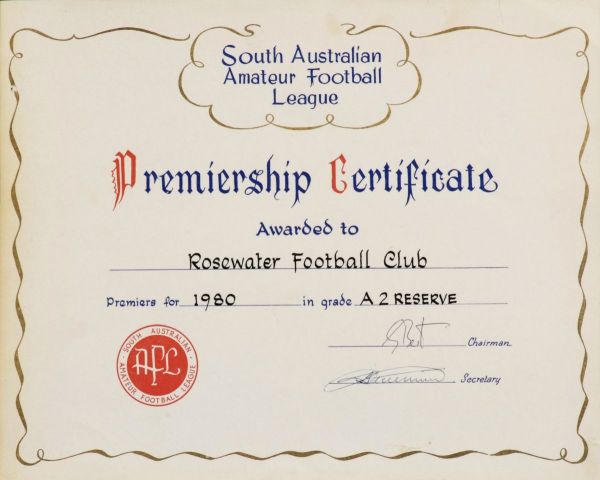 South Australian
Amateur Football
League
Premiership Certificate
Awarded to
Rosewater Football Club
Premiers for 1980 in grade A 2 RESERVE
Chairman
Secretary
SOUTH AUSTRALIAN
AFL
AMATEUR FOOTBALL LEAGUE